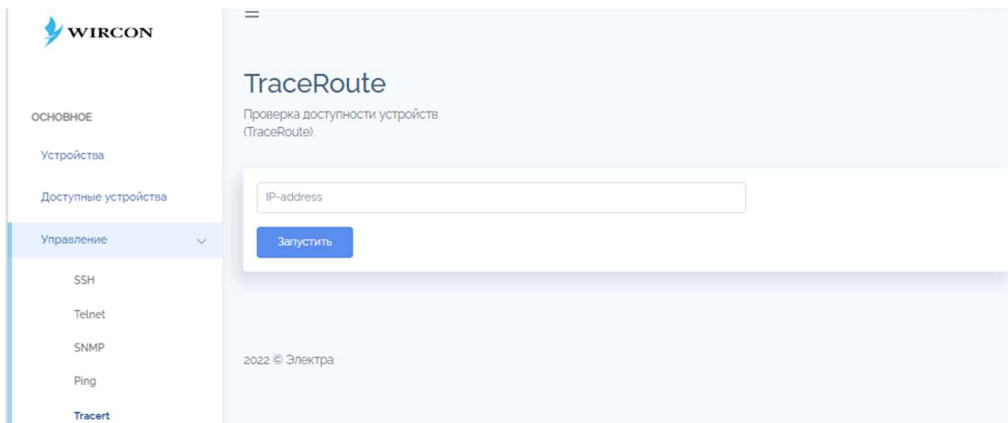 WIRCON
ОСНОВНОЕ
Устройства
Доступные устройства
Управление
SSH
Telnet
SNMP
Ping
Tracert
TraceRoute
Проверка доступности устройств
(TraceRoute).
IP-address
Запустить
2022 © Электра